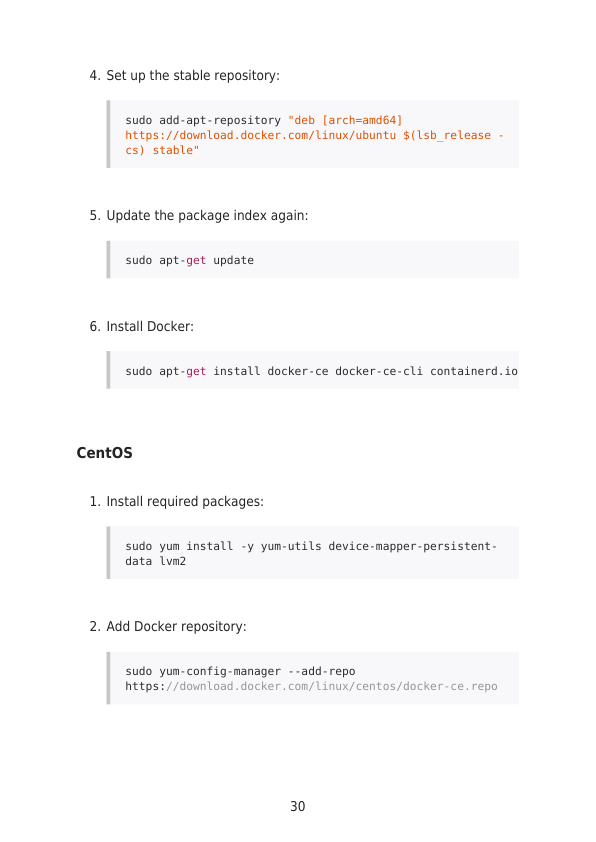 4. Set up the stable repository:
sudo add-apt-repository "deb [arch=amd64]
https://download.docker.com/linux/ubuntu $(lsb_release -
cs) stable"
5. Update the package index again:
sudo apt-get update
6. Install Docker:
sudo apt-get install docker-ce docker-ce-cli containerd.io
CentOS
1. Install required packages:
sudo yum install -y yum-utils device-mapper-persistent-
data lvm2
2. Add Docker repository:
sudo yum-config-manager --add-repo
https://download.docker.com/linux/centos/docker-ce.repo
30